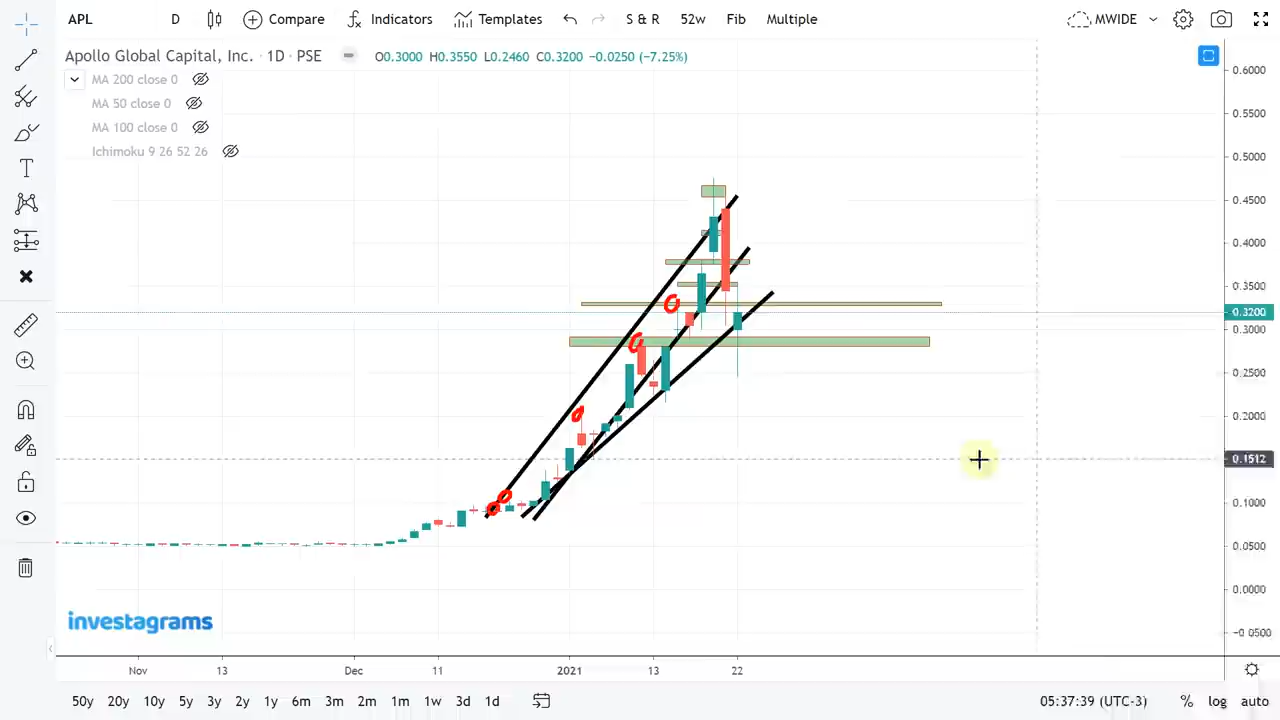 APL D Compare Indicators Templates S & R 52w Fib Multiple MWIDE
Apollo Global Capital, Inc. · 1D · PSE O0.3000 H0.3550 L0.2460 C0.3200 −0.0250 (−7.25%)
MA 200 close 0
MA 50 close 0
MA 100 close 0
Ichimoku 9 26 52 26
0.6000
0.5500
0.5000
0.4500
0.4000
0.3500
0.3200
0.3000
0.2500
0.2000
0.1512
0.1000
0.0500
0.0000
−0.0500
investagrams
Nov 13 Dec 11 2021 13 22
50y 20y 10y 5y 3y 2y 1y 6m 3m 2m 1m 1w 3d 1d 05:37:39 (UTC-3) % log auto